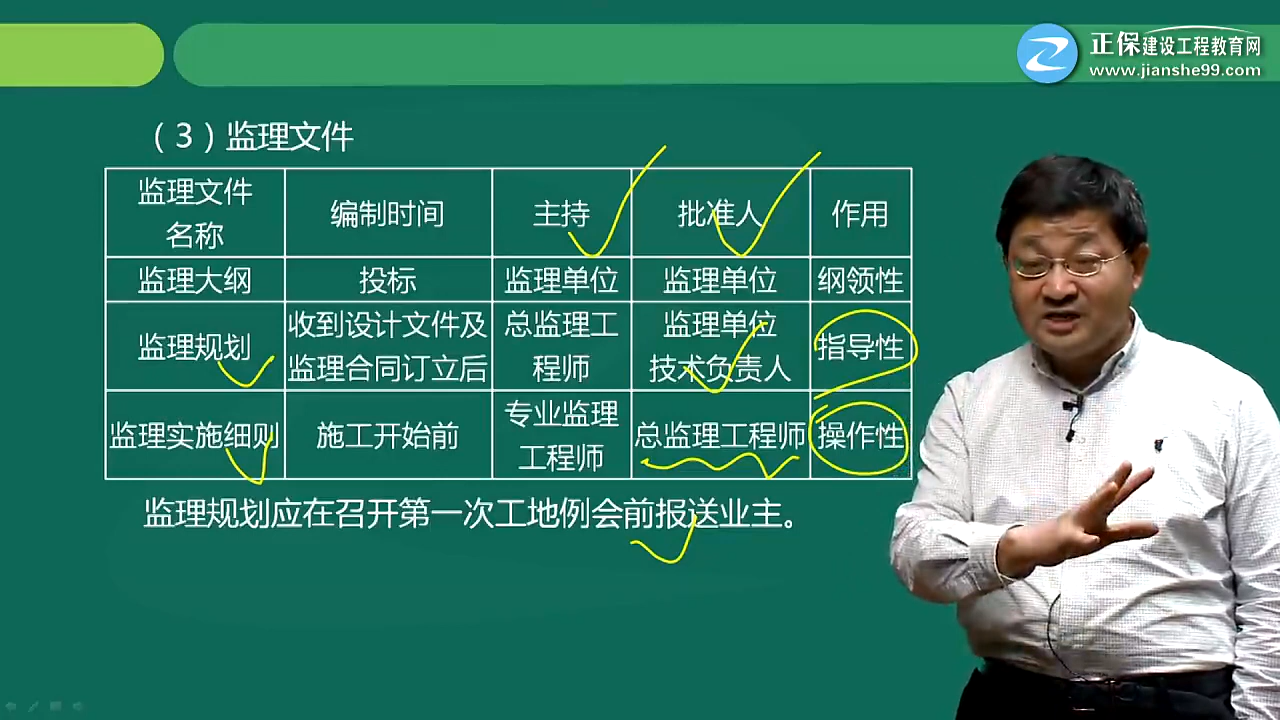 正保建设工程教育网
www.jianshe99.com
（3）监理文件
监理文件
名称
编制时间
主持
批准人
作用
监理大纲
投标
监理单位
监理单位
纲领性
监理规划
收到设计文件及
监理合同订立后
总监理工
程师
监理单位
技术负责人
指导性
监理实施细则
施工开始前
专业监理
工程师
总监理工程师
操作性
监理规划应在召开第一次工地例会前报送业主。